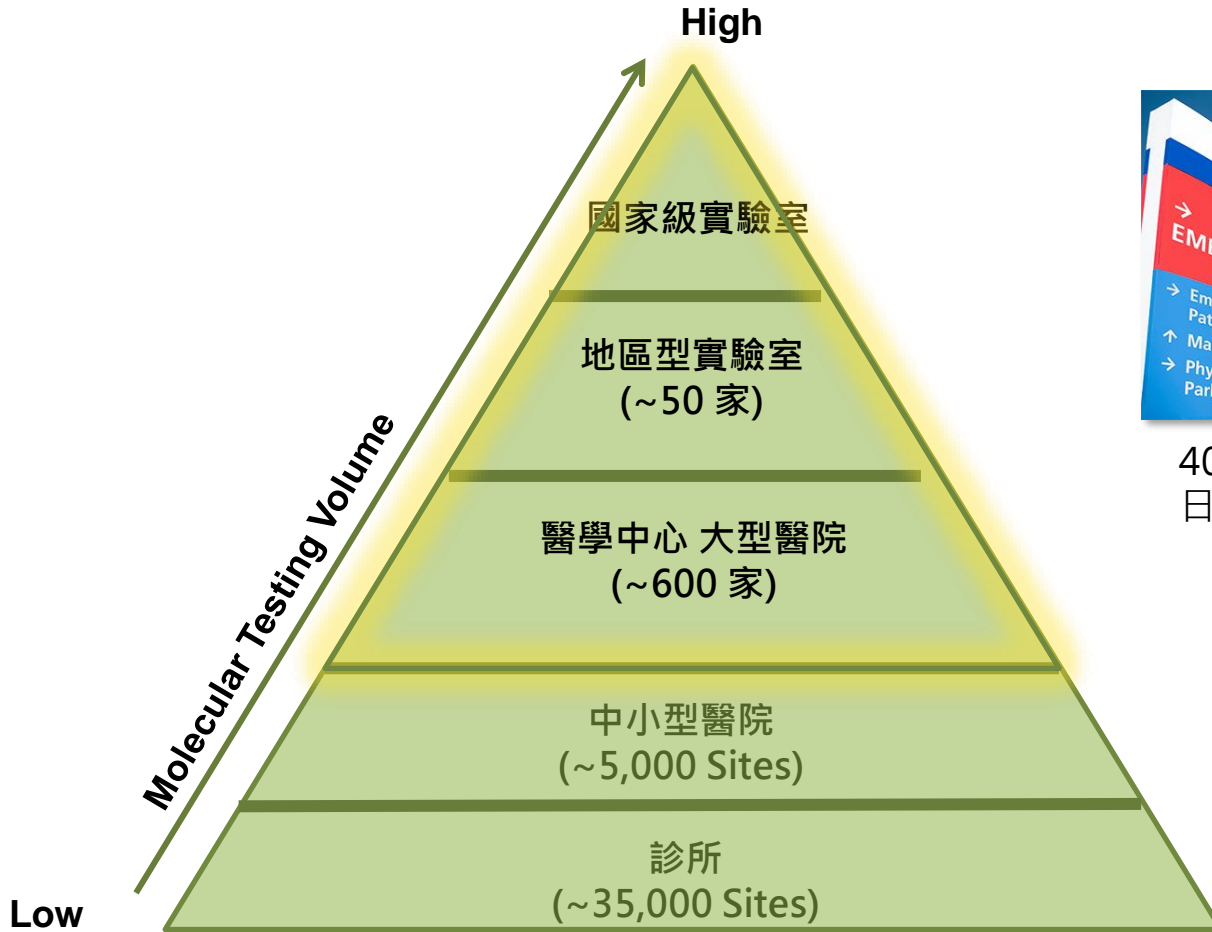 High
國家級實驗室
地區型實驗室
(~50 家)
醫學中心 大型醫院
(~600 家)
中小型醫院
(~5,000 Sites)
診所
(~35,000 Sites)
Low
Molecular Testing Volume
→
→
↑
→
40
日